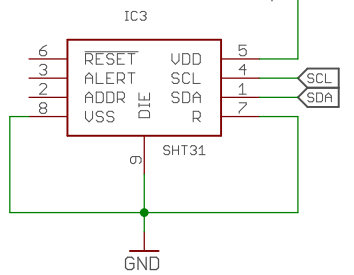 IC3
6 RESET VDD 5
3 ALERT SCL 4 SCL
2 ADDR SDA 1 SDA
8 VSS DIE R 7
9 SHT31
GND